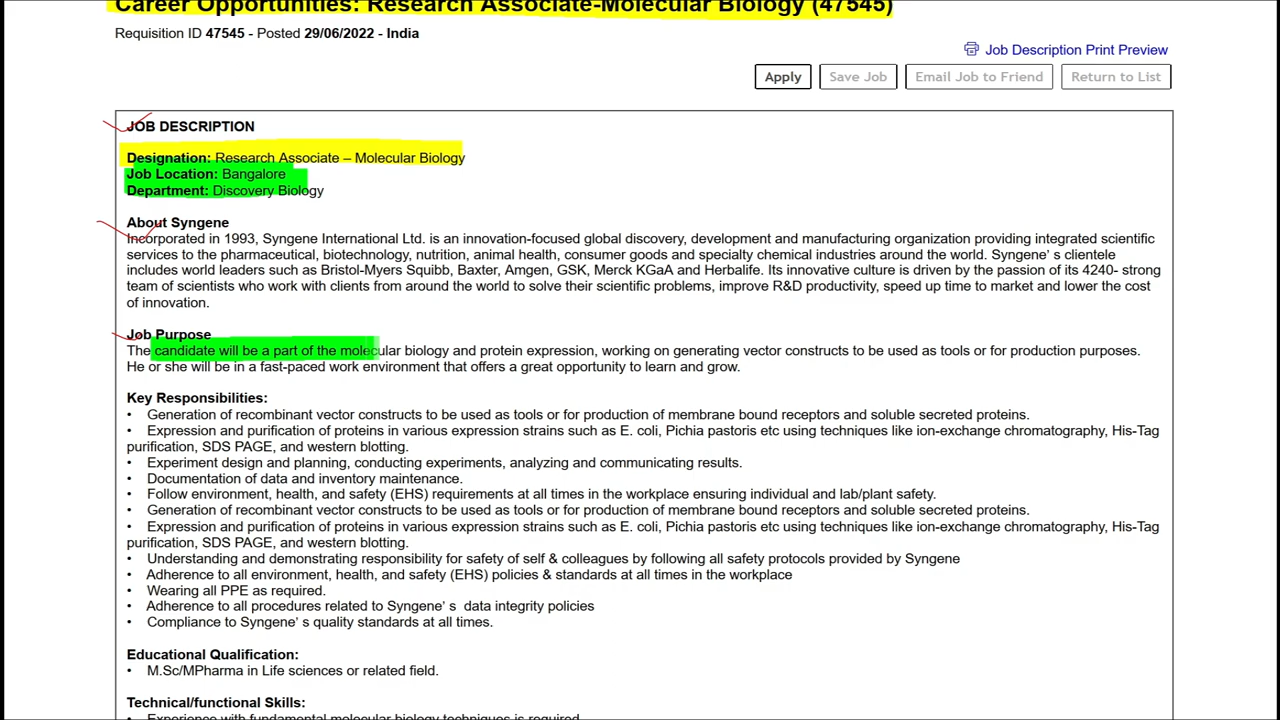 Career Opportunities: Research Associate-Molecular Biology (47545)
Requisition ID 47545 - Posted 29/06/2022 - India
Job Description Print Preview
Apply
Save Job
Email Job to Friend
Return to List
JOB DESCRIPTION
Designation: Research Associate – Molecular Biology
Job Location: Bangalore
Department: Discovery Biology
About Syngene
Incorporated in 1993, Syngene International Ltd. is an innovation-focused global discovery, development and manufacturing organization providing integrated scientific
services to the pharmaceutical, biotechnology, nutrition, animal health, consumer goods and specialty chemical industries around the world. Syngene' s clientele
includes world leaders such as Bristol-Myers Squibb, Baxter, Amgen, GSK, Merck KGaA and Herbalife. Its innovative culture is driven by the passion of its 4240- strong
team of scientists who work with clients from around the world to solve their scientific problems, improve R&D productivity, speed up time to market and lower the cost
of innovation.
Job Purpose
The candidate will be a part of the molecular biology and protein expression, working on generating vector constructs to be used as tools or for production purposes.
He or she will be in a fast-paced work environment that offers a great opportunity to learn and grow.
Key Responsibilities:
• Generation of recombinant vector constructs to be used as tools or for production of membrane bound receptors and soluble secreted proteins.
• Expression and purification of proteins in various expression strains such as E. coli, Pichia pastoris etc using techniques like ion-exchange chromatography, His-Tag
purification, SDS PAGE, and western blotting.
• Experiment design and planning, conducting experiments, analyzing and communicating results.
• Documentation of data and inventory maintenance.
• Follow environment, health, and safety (EHS) requirements at all times in the workplace ensuring individual and lab/plant safety.
• Generation of recombinant vector constructs to be used as tools or for production of membrane bound receptors and soluble secreted proteins.
• Expression and purification of proteins in various expression strains such as E. coli, Pichia pastoris etc using techniques like ion-exchange chromatography, His-Tag
purification, SDS PAGE, and western blotting.
• Understanding and demonstrating responsibility for safety of self & colleagues by following all safety protocols provided by Syngene
• Adherence to all environment, health, and safety (EHS) policies & standards at all times in the workplace
• Wearing all PPE as required.
• Adherence to all procedures related to Syngene' s data integrity policies
• Compliance to Syngene' s quality standards at all times.
Educational Qualification:
• M.Sc/MPharma in Life sciences or related field.
Technical/functional Skills:
• Experience with fundamental molecular biology techniques is required